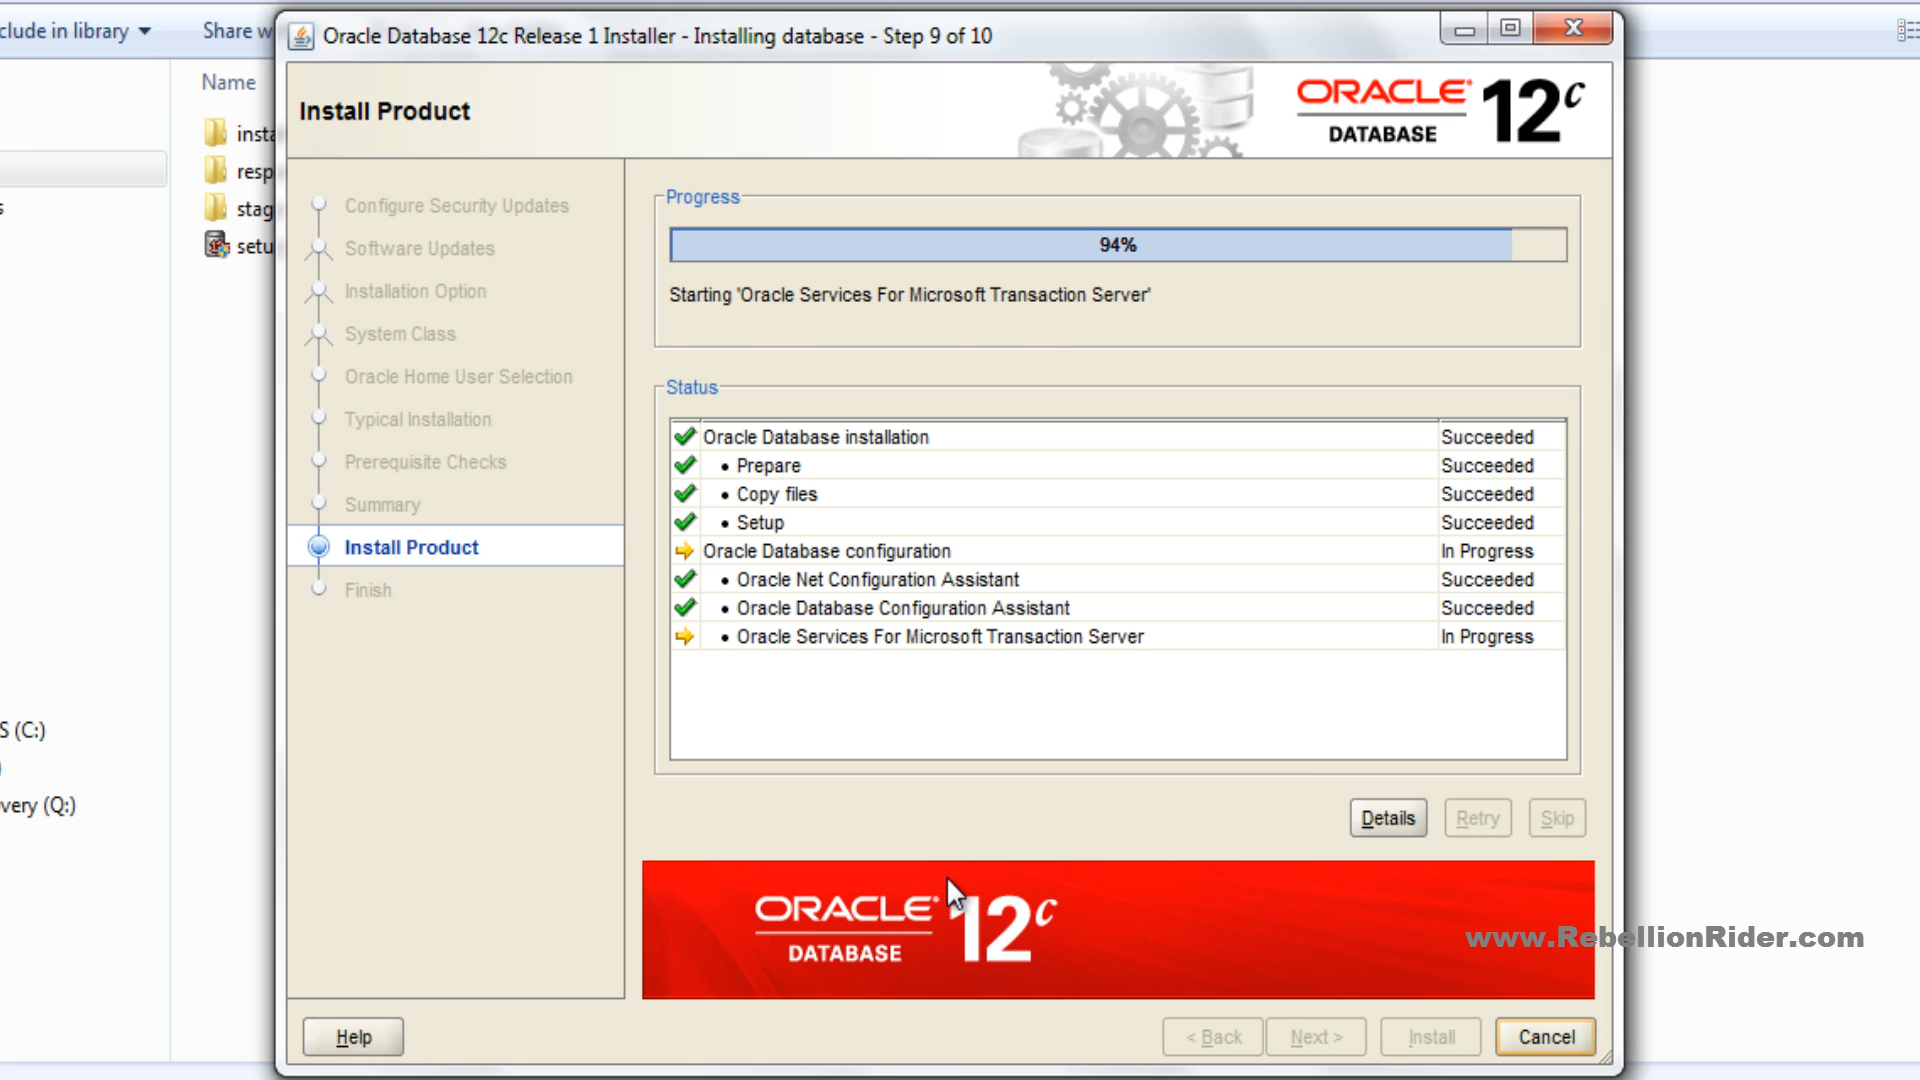 clude in library
Share w
Oracle Database 12c Release 1 Installer - Installing database - Step 9 of 10
Name
Install Product
ORACLE
DATABASE
12c
insta
resp
stag
setu
s
Configure Security Updates
Software Updates
Installation Option
System Class
Oracle Home User Selection
Typical Installation
Prerequisite Checks
Summary
Install Product
Finish
Progress
94%
Starting 'Oracle Services For Microsoft Transaction Server'
Status
Oracle Database installation Succeeded
• Prepare Succeeded
• Copy files Succeeded
• Setup Succeeded
Oracle Database configuration In Progress
• Oracle Net Configuration Assistant Succeeded
• Oracle Database Configuration Assistant Succeeded
• Oracle Services For Microsoft Transaction Server In Progress
S (C:)
)
very (Q:)
Details Retry Skip
ORACLE
DATABASE
12c
www.RebellionRider.com
Help < Back Next > Install Cancel